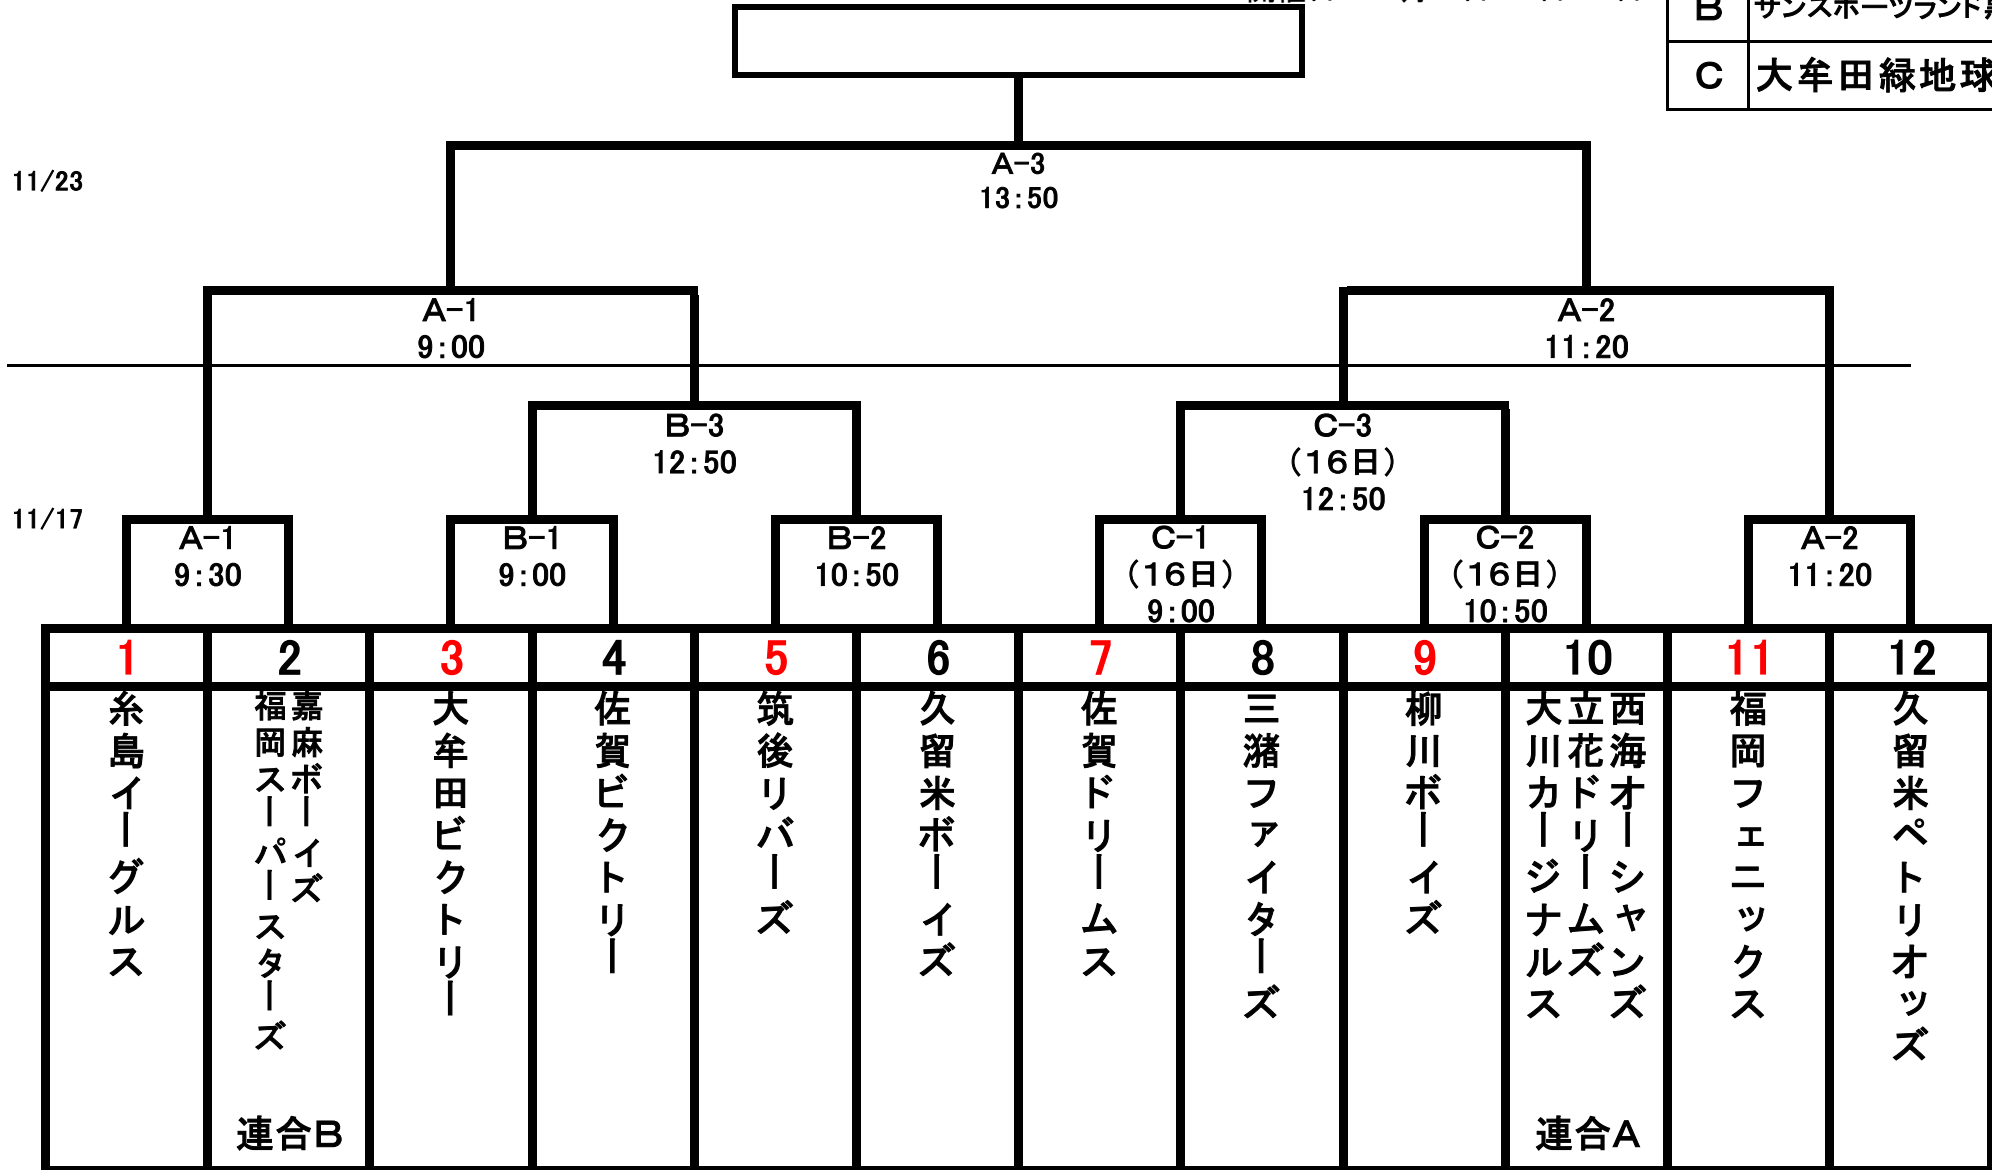 B サンスポーツランド
C 大牟田緑地球
11/23
A-3
13:50
A-1
9:00
A-2
11:20
B-3
12:50
C-3
（16日）
12:50
11/17
A-1
9:30
B-1
9:00
B-2
10:50
C-1
（16日）
9:00
C-2
（16日）
10:50
A-2
11:20
1 2 3 4 5 6 7 8 9 10 11 12
糸島イーグルス
嘉麻ボーイズ
福岡スーパースターズ
連合B
大牟田ビクトリー
佐賀ビクトリー
筑後リバーズ
久留米ボーイズ
佐賀ドリームス
三潴ファイターズ
柳川ボーイズ
西海オーシャンズ
立花ドリームズ
大川カージナルス
連合A
福岡フェニックス
久留米ペトリオッズ